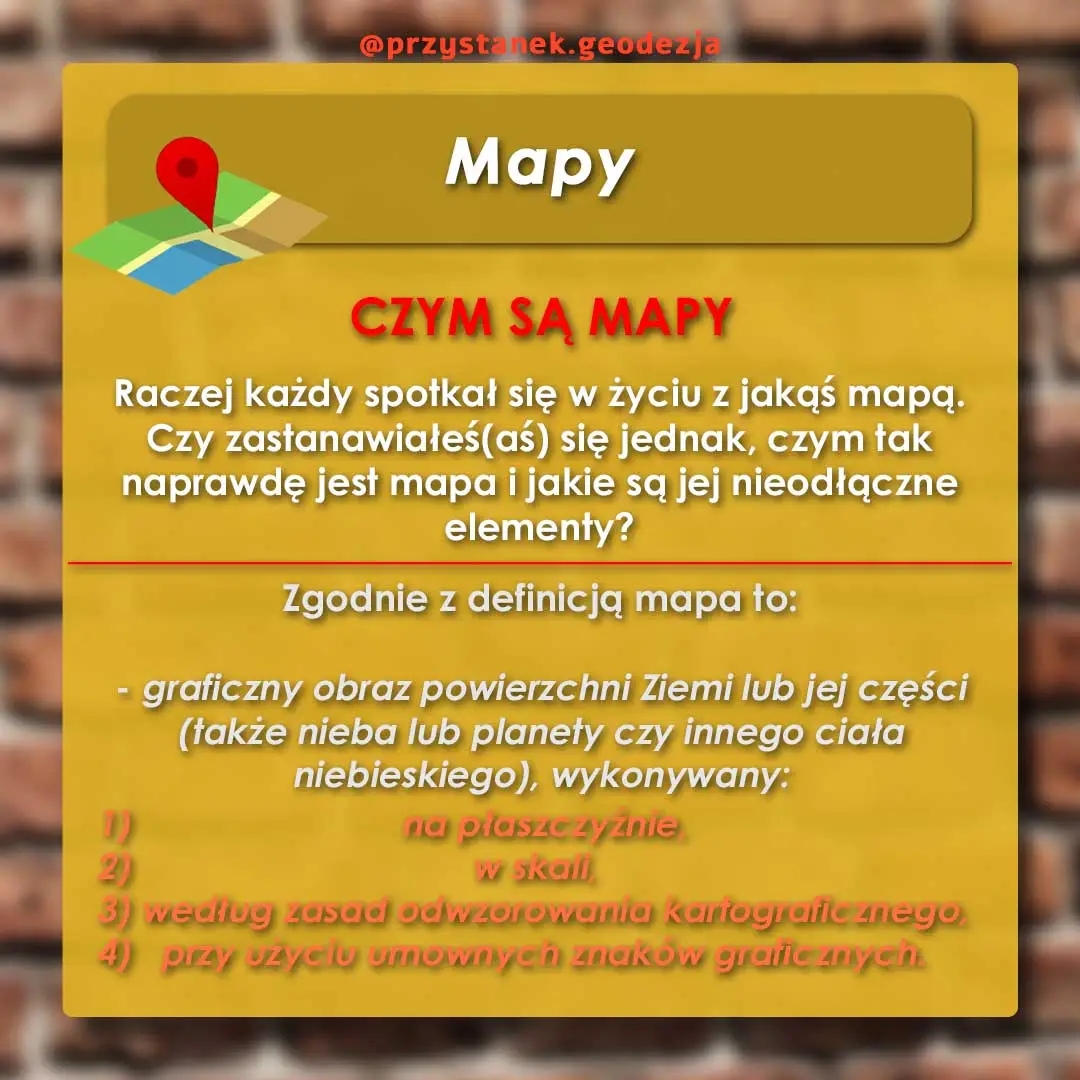 @przystanek.geodezja
Mapy
CZYM SĄ MAPY
Raczej każdy spotkał się w życiu z jakąś mapą.
Czy zastanawiałeś(aś) się jednak, czym tak
naprawdę jest mapa i jakie są jej nieodłączne
elementy?
Zgodnie z definicją mapa to:
- graficzny obraz powierzchni Ziemi lub jej części
(także nieba lub planety czy innego ciała
niebieskiego), wykonywany:
1) na płaszczyźnie,
2) w skali,
3) według zasad odwzorowania kartograficznego,
4) przy użyciu umownych znaków graficznych.